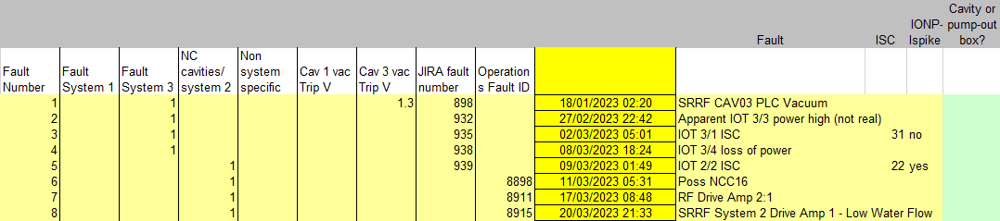 Cavity or
IONP- pump-out
Fault ISC Ispike box?
NC Non
Fault Fault Fault cavities/ system Cav 1 vac Cav 3 vac JIRA fault Operation
Number System 1 System 3 system 2 specific Trip V Trip V number s Fault ID
1 1 1.3 898 18/01/2023 02:20 SRRF CAV03 PLC Vacuum
2 1 932 27/02/2023 22:42 Apparent IOT 3/3 power high (not real)
3 1 935 02/03/2023 05:01 IOT 3/1 ISC 31 no
4 1 938 08/03/2023 18:24 IOT 3/4 loss of power
5 1 939 09/03/2023 01:49 IOT 2/2 ISC 22 yes
6 1 8898 11/03/2023 05:31 Poss NCC16
7 1 8911 17/03/2023 08:48 RF Drive Amp 2:1
8 1 8915 20/03/2023 21:33 SRRF System 2 Drive Amp 1 - Low Water Flow